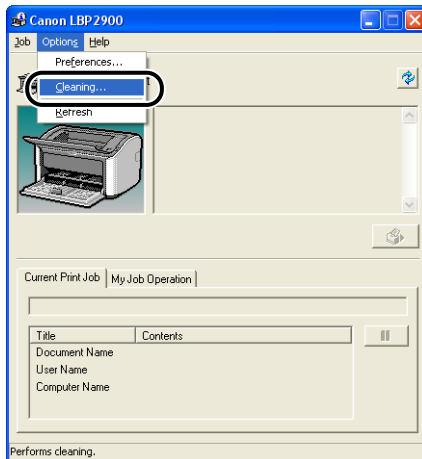 Canon LBP2900
Job Options Help
Preferences...
Cleaning...
Refresh
Current Print Job My Job Operation
Title Contents
Document Name
User Name
Computer Name
Performs cleaning.